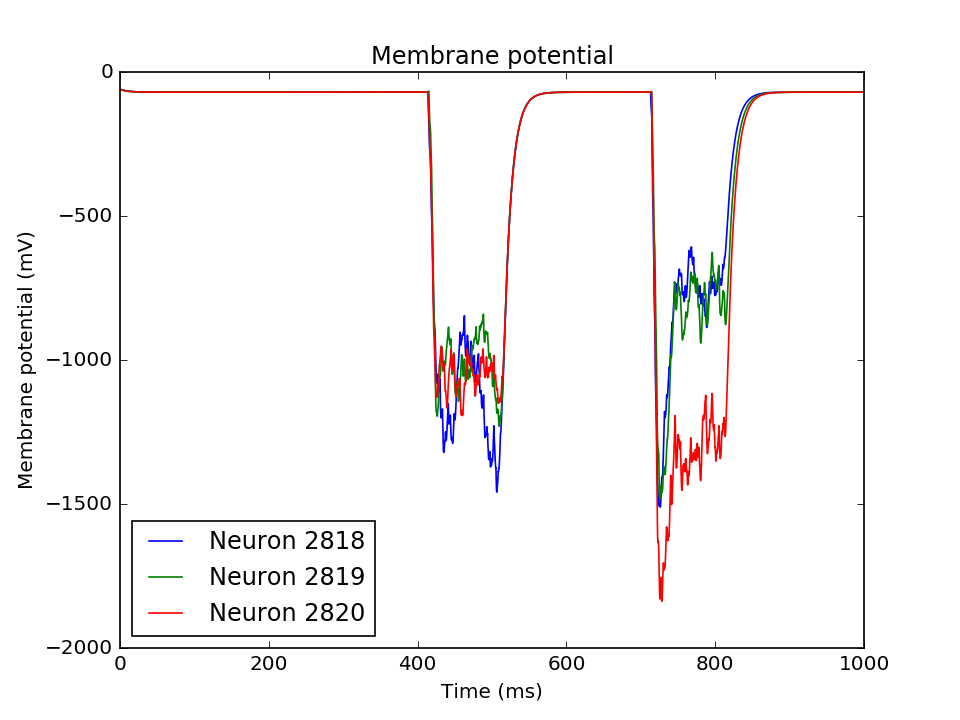 Membrane potential
0
−500
−1000
−1500
−2000
Membrane potential (mV)
Neuron 2818
Neuron 2819
Neuron 2820
0 200 400 600 800 1000
Time (ms)